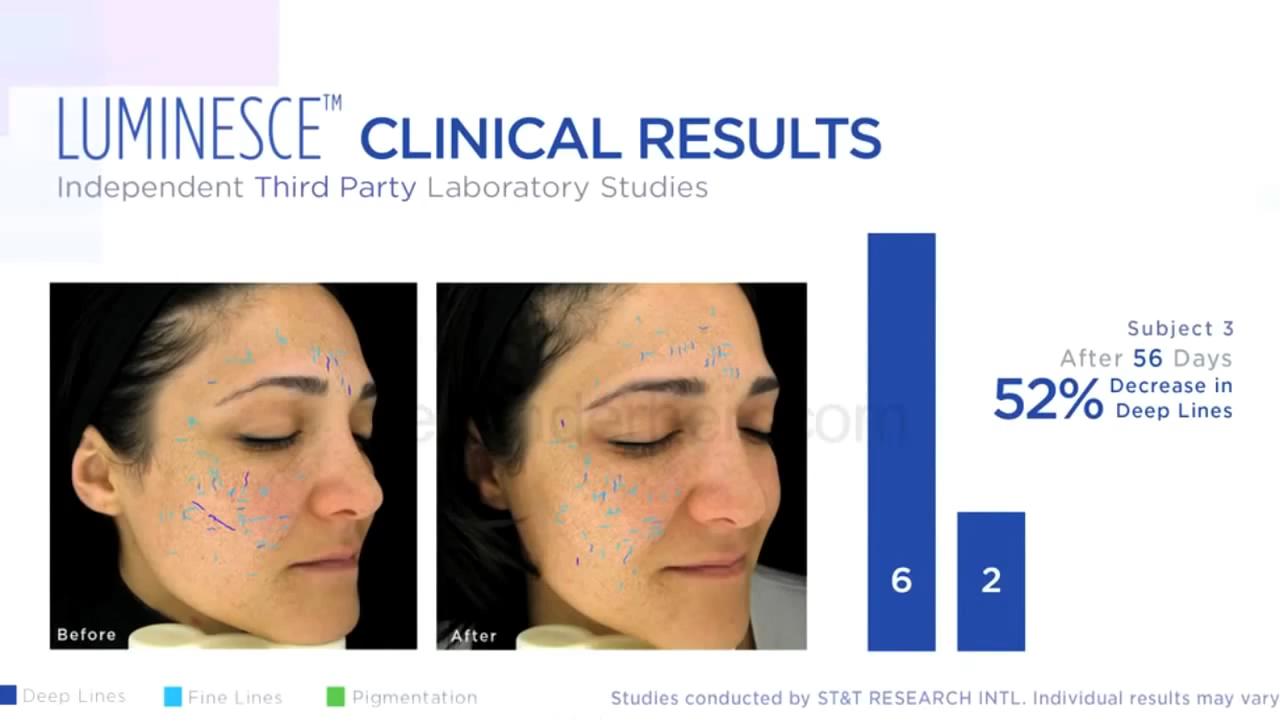 LUMINESCE™ CLINICAL RESULTS
Independent Third Party Laboratory Studies
Subject 3
After 56 Days
52% Decrease in
Deep Lines
6
2
Before
After
Deep Lines
Fine Lines
Pigmentation
Studies conducted by ST&T RESEARCH INTL. Individual results may vary